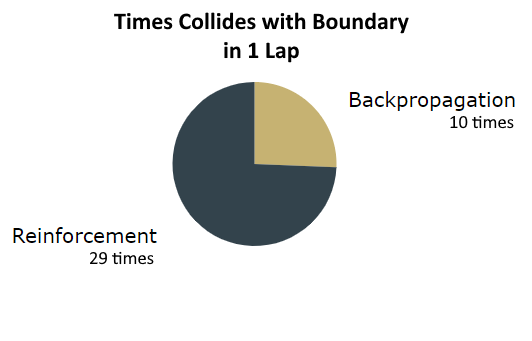 Times Collides with Boundary
in 1 Lap
Backpropagation
10 times
Reinforcement
29 times